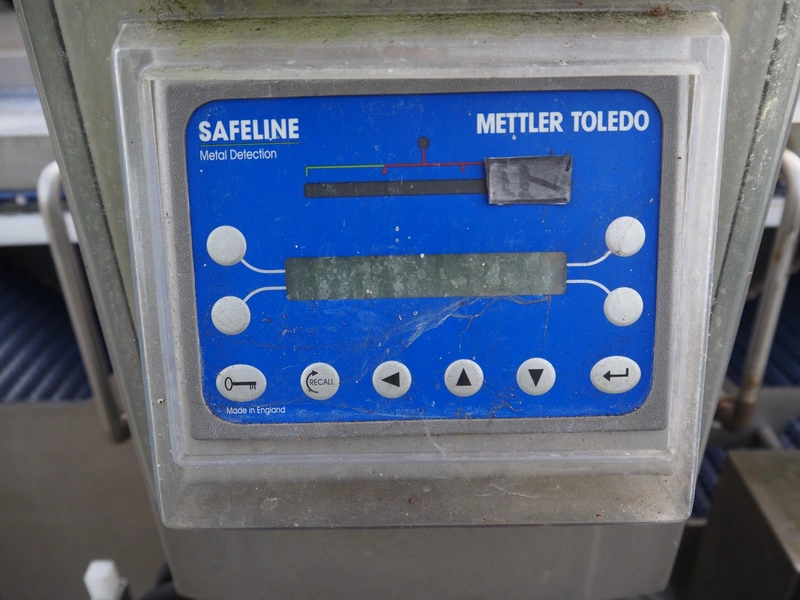 SAFELINE
Metal Detection
METTLER TOLEDO
RECALL
Made in England